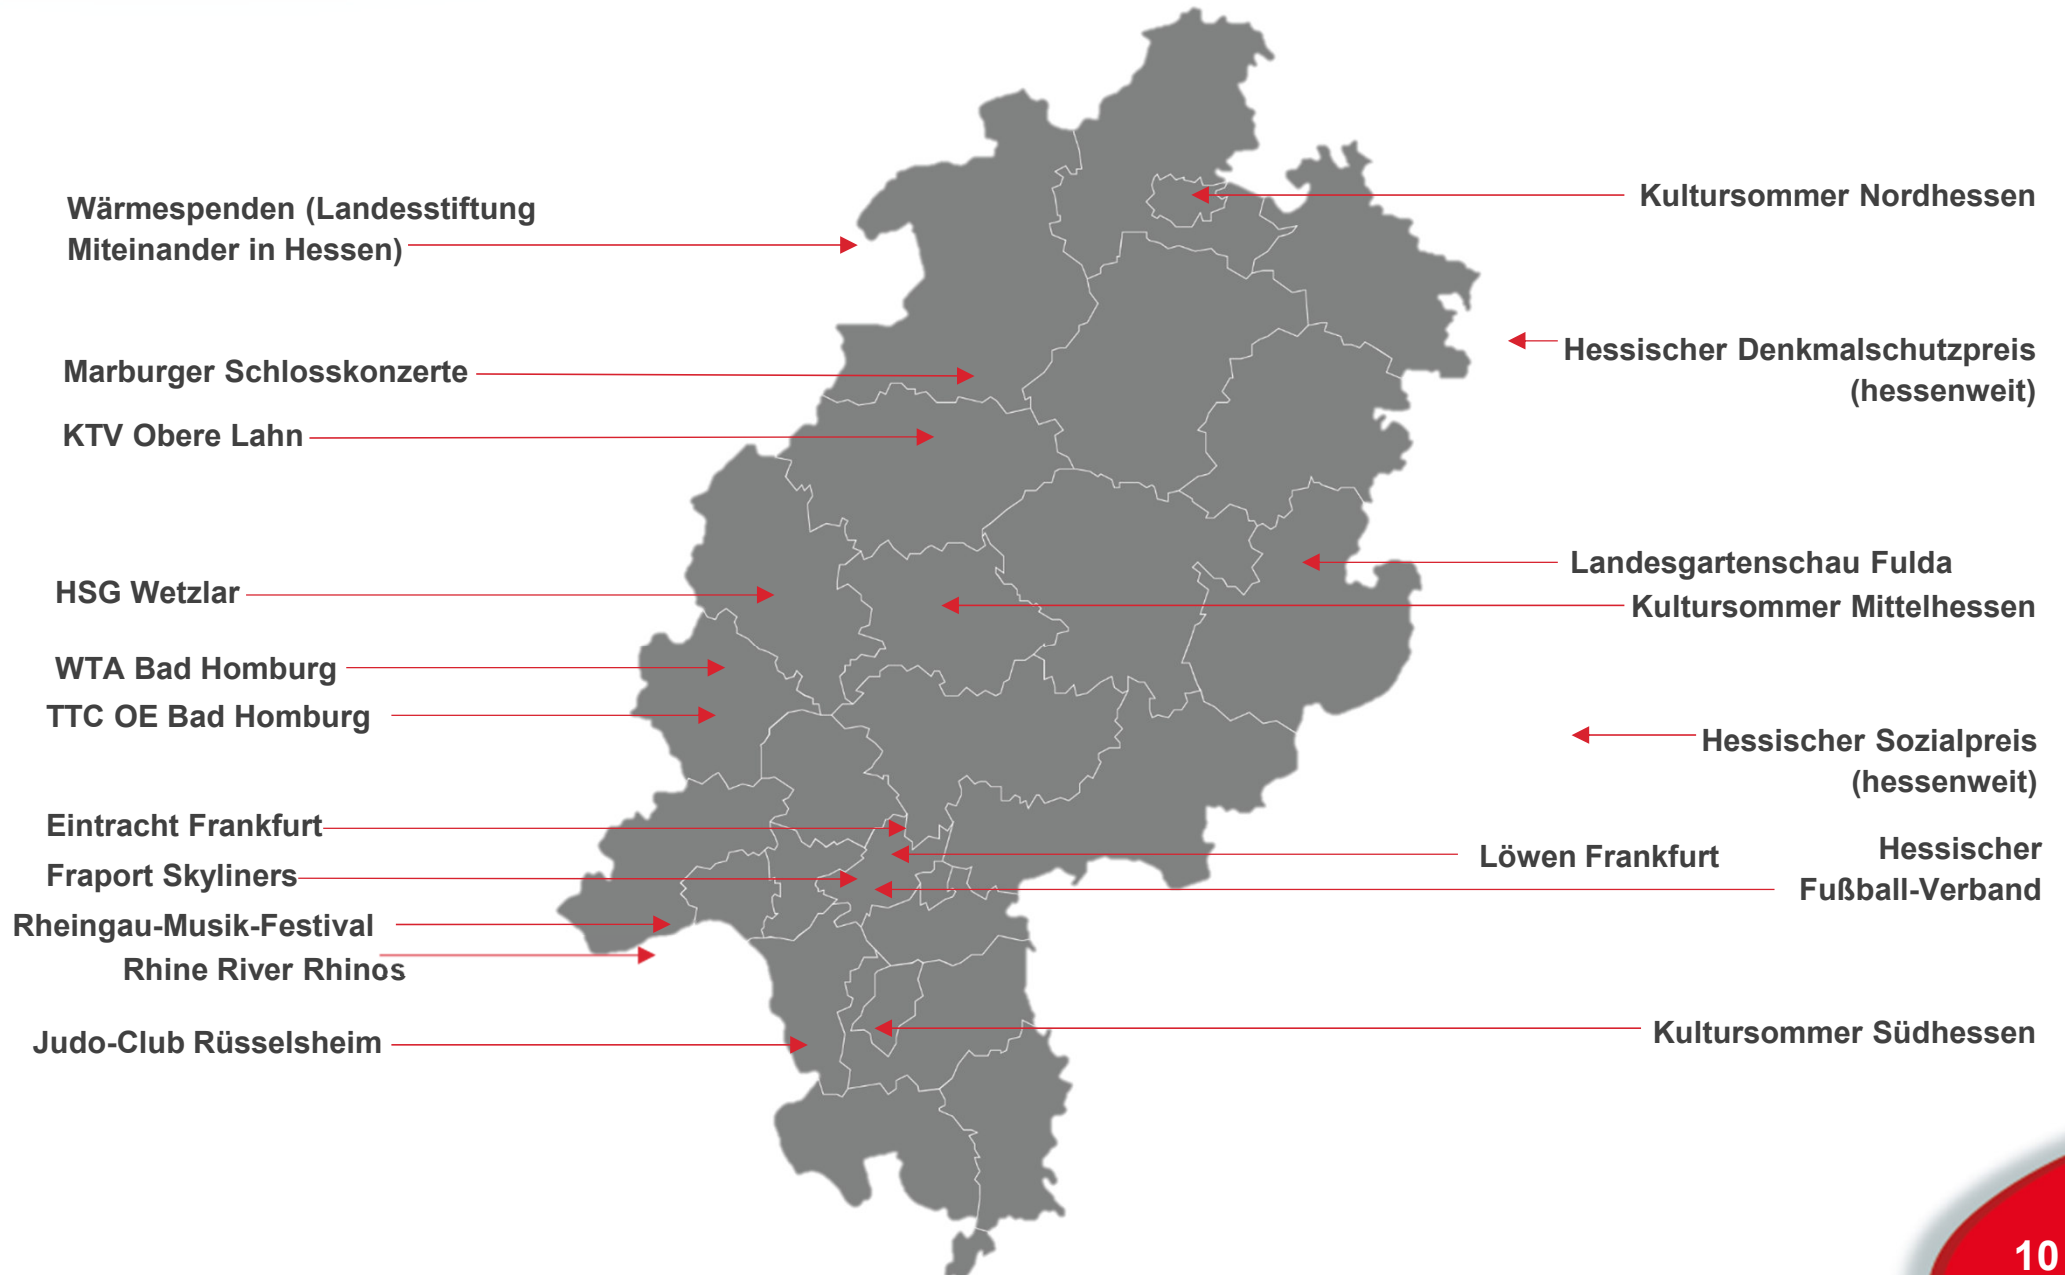 Wärmespenden (Landesstiftung
Miteinander in Hessen)
Marburger Schlosskonzerte
KTV Obere Lahn
HSG Wetzlar
WTA Bad Homburg
TTC OE Bad Homburg
Eintracht Frankfurt
Fraport Skyliners
Rheingau-Musik-Festival
Rhine River Rhinos
Judo-Club Rüsselsheim
Kultursommer Nordhessen
Hessischer Denkmalschutzpreis
(hessenweit)
Landesgartenschau Fulda
Kultursommer Mittelhessen
Hessischer Sozialpreis
(hessenweit)
Löwen Frankfurt
Hessischer
Fußball-Verband
Kultursommer Südhessen
10